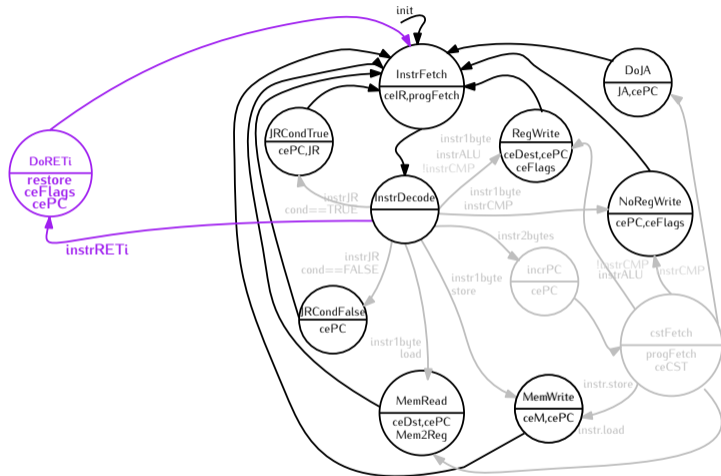 init
InstrFetch
ceIR,progFetch
DoJA
JA,cePC
JRCondTrue
cePC,JR
instr1byte
instrALU
!instrCMP
RegWrite
ceDest,cePC
ceFlags
DoRETi
restore
ceFlags
cePC
instrRETi
instrJR
cond==TRUE
InstrDecode
instr1byte
instrCMP
NoRegWrite
cePC,ceFlags
instrJR
cond==FALSE
instr2bytes
incrPC
cePC
!instrCMP
instrALU
instrCMP
instr1byte
store
JRCondFalse
cePC
cstFetch
progFetch
ceCST
instr1byte
load
MemRead
ceDst,cePC
Mem2Reg
MemWrite
ceM,cePC
instr.store
instr.load